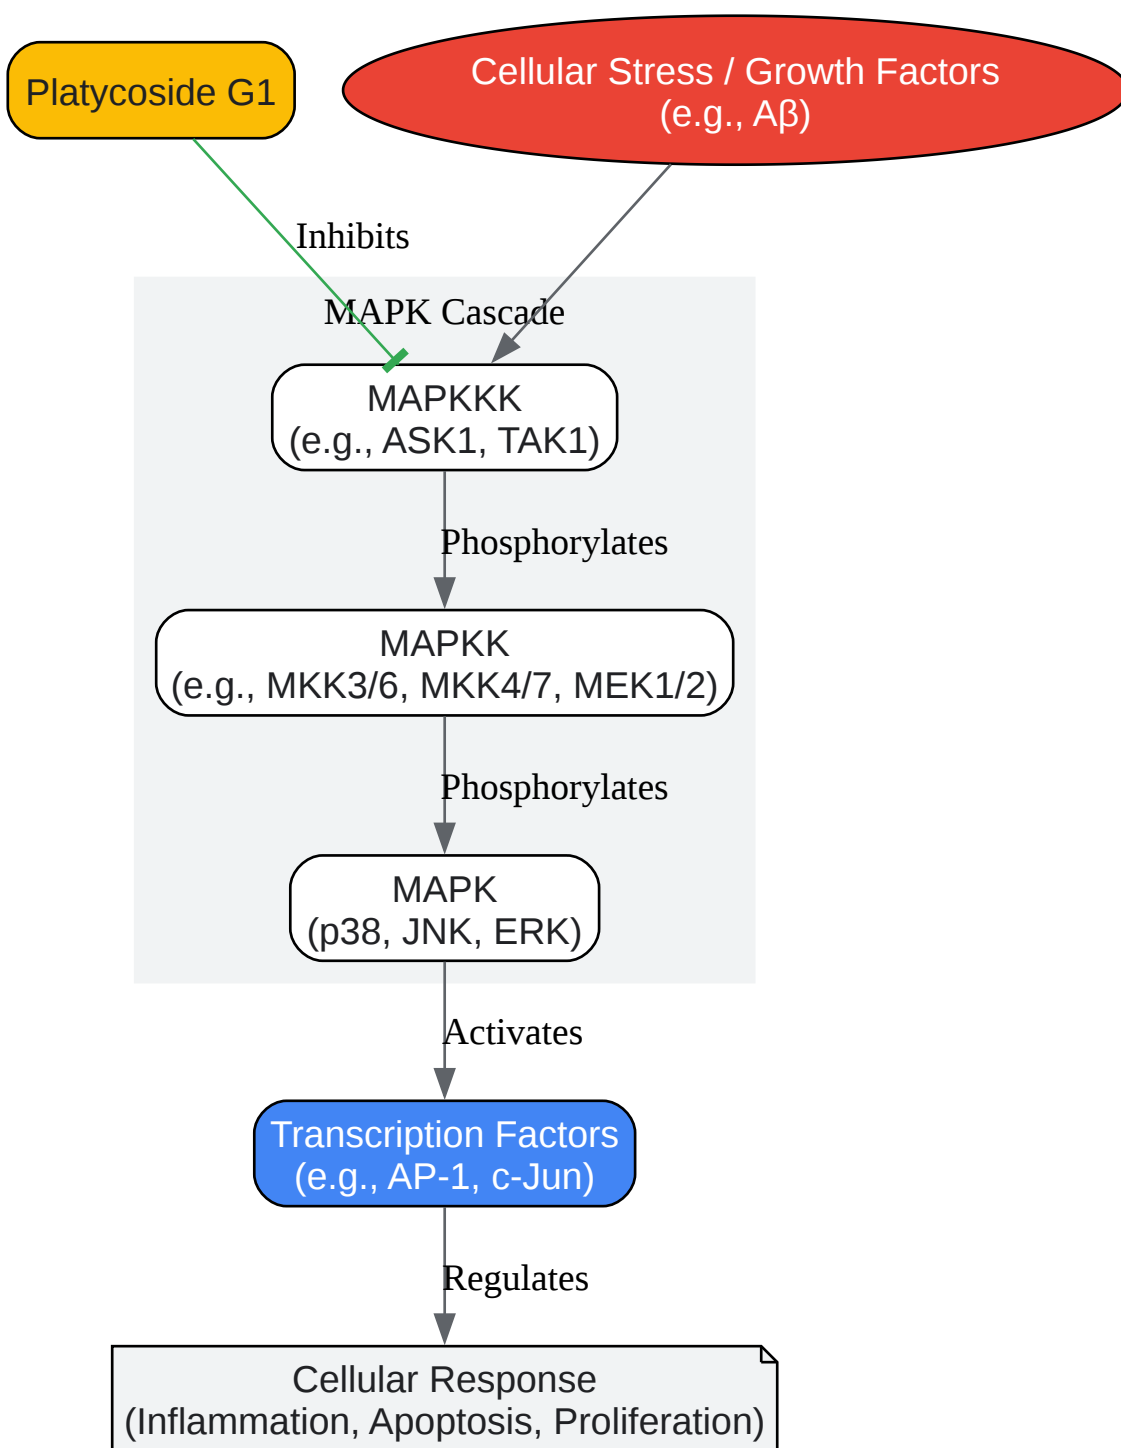 Platycoside G1
Cellular Stress / Growth Factors
(e.g., Aβ)
Inhibits
MAPK Cascade
MAPKKK
(e.g., ASK1, TAK1)
Phosphorylates
MAPKK
(e.g., MKK3/6, MKK4/7, MEK1/2)
Phosphorylates
MAPK
(p38, JNK, ERK)
Activates
Transcription Factors
(e.g., AP-1, c-Jun)
Regulates
Cellular Response
(Inflammation, Apoptosis, Proliferation)